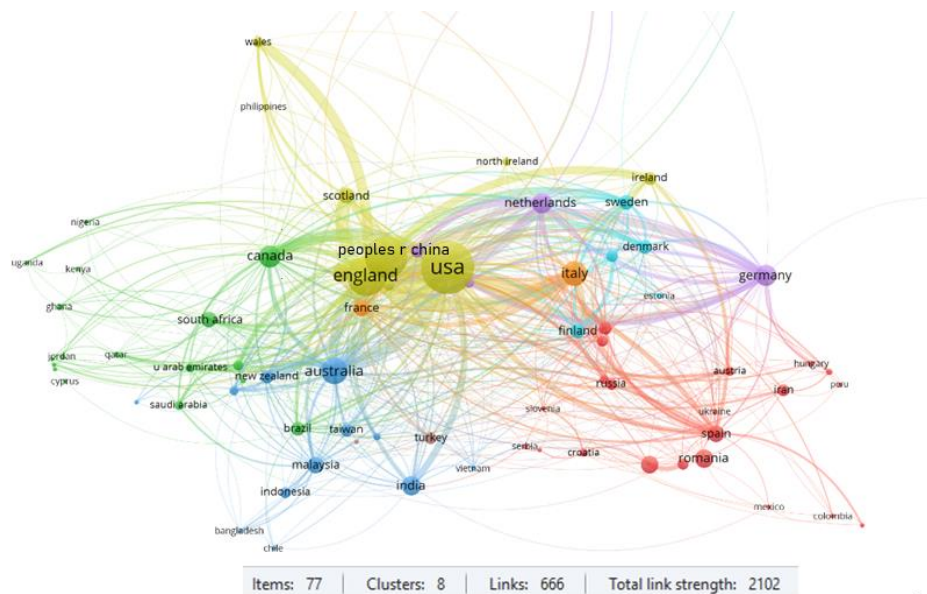 wales
philippines
north ireland
ireland
scotland
netherlands
sweden
nigeria
denmark
peoples r china
canada
uganda
kenya
usa
england
italy
germany
estonia
ghana
france
south africa
finland
jordan
qatar
u arab emirates
new zealand
australia
austria
hungary
cyprus
russia
peru
iran
saudi arabia
slovenia
ukraine
brazil
taiwan
turkey
spain
serbia
croatia
romania
malaysia
vietnam
india
indonesia
mexico
colombia
bangladesh
chile
Items: 77 Clusters: 8 Links: 666 Total link strength: 2102